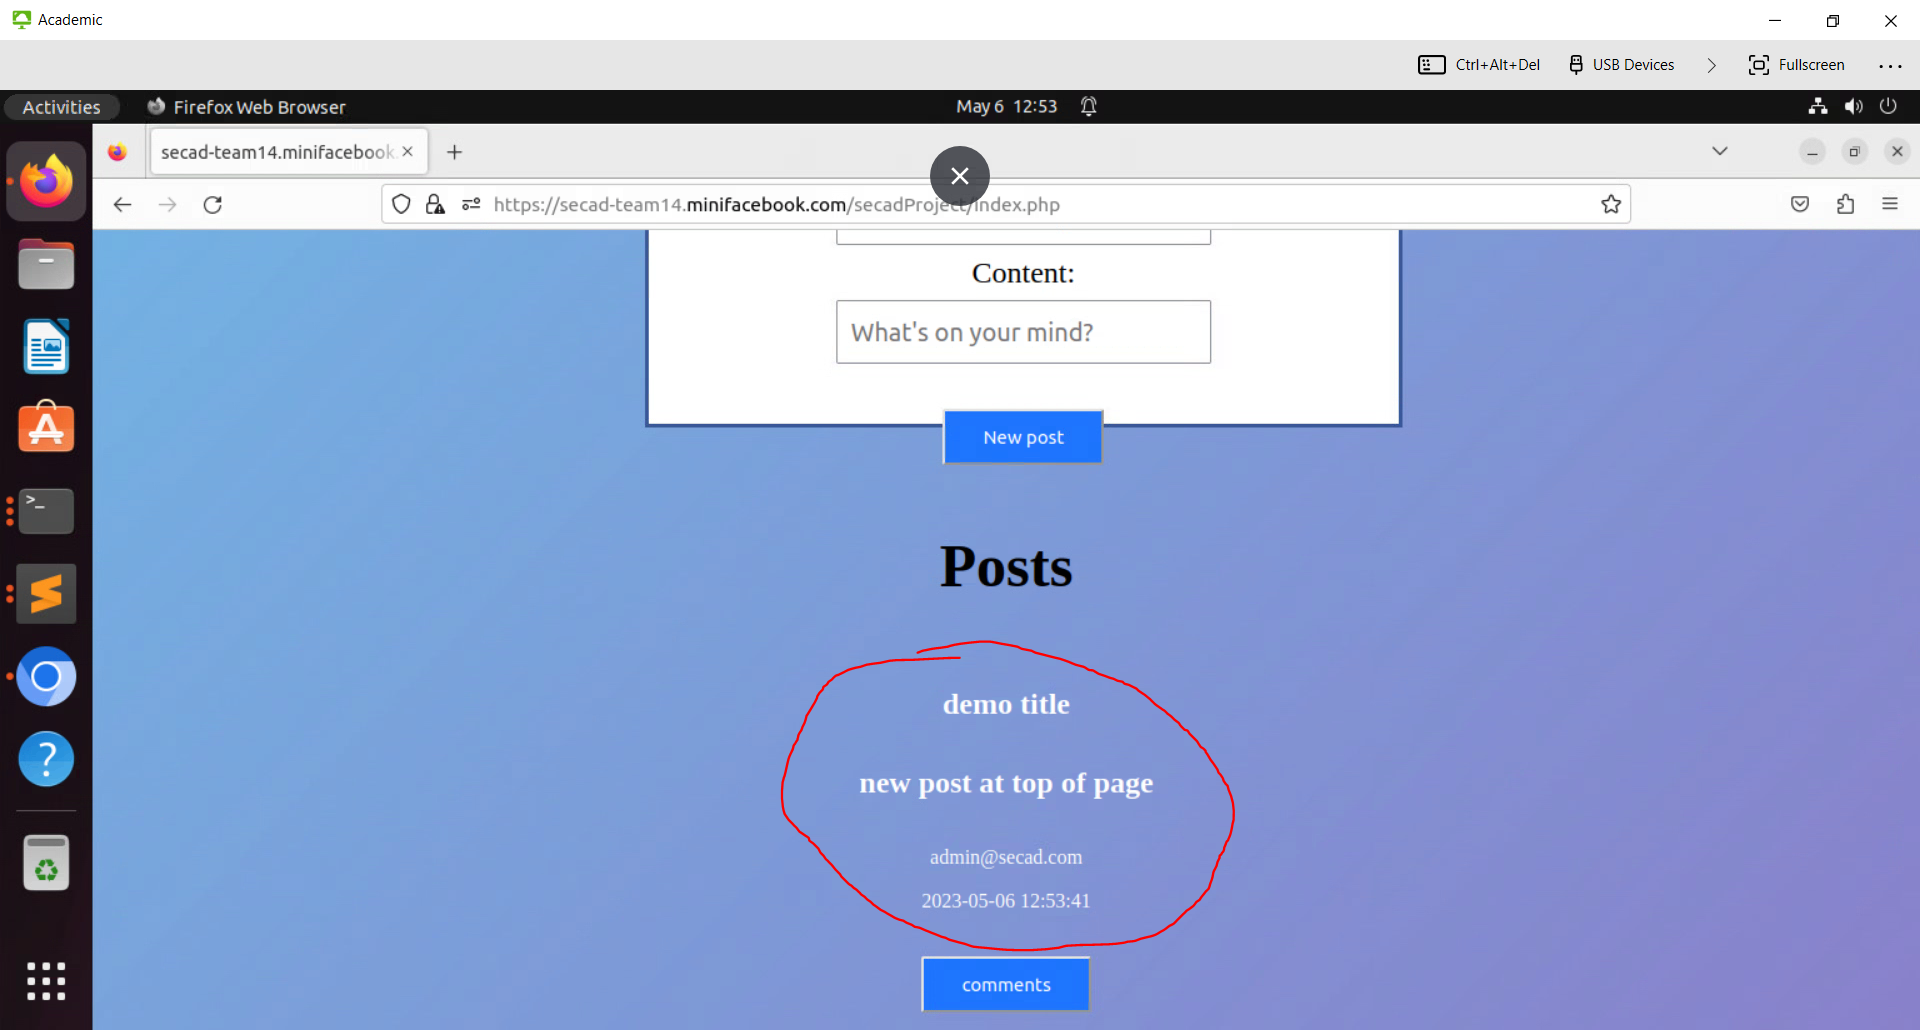 Academic
Ctrl+Alt+Del USB Devices Fullscreen
Activities Firefox Web Browser May 6 12:53
secad-team14.minifacebook
https://secad-team14.minifacebook.com/secadProject/index.php
Content:
What's on your mind?
New post
Posts
demo title
new post at top of page
admin@secad.com
2023-05-06 12:53:41
comments